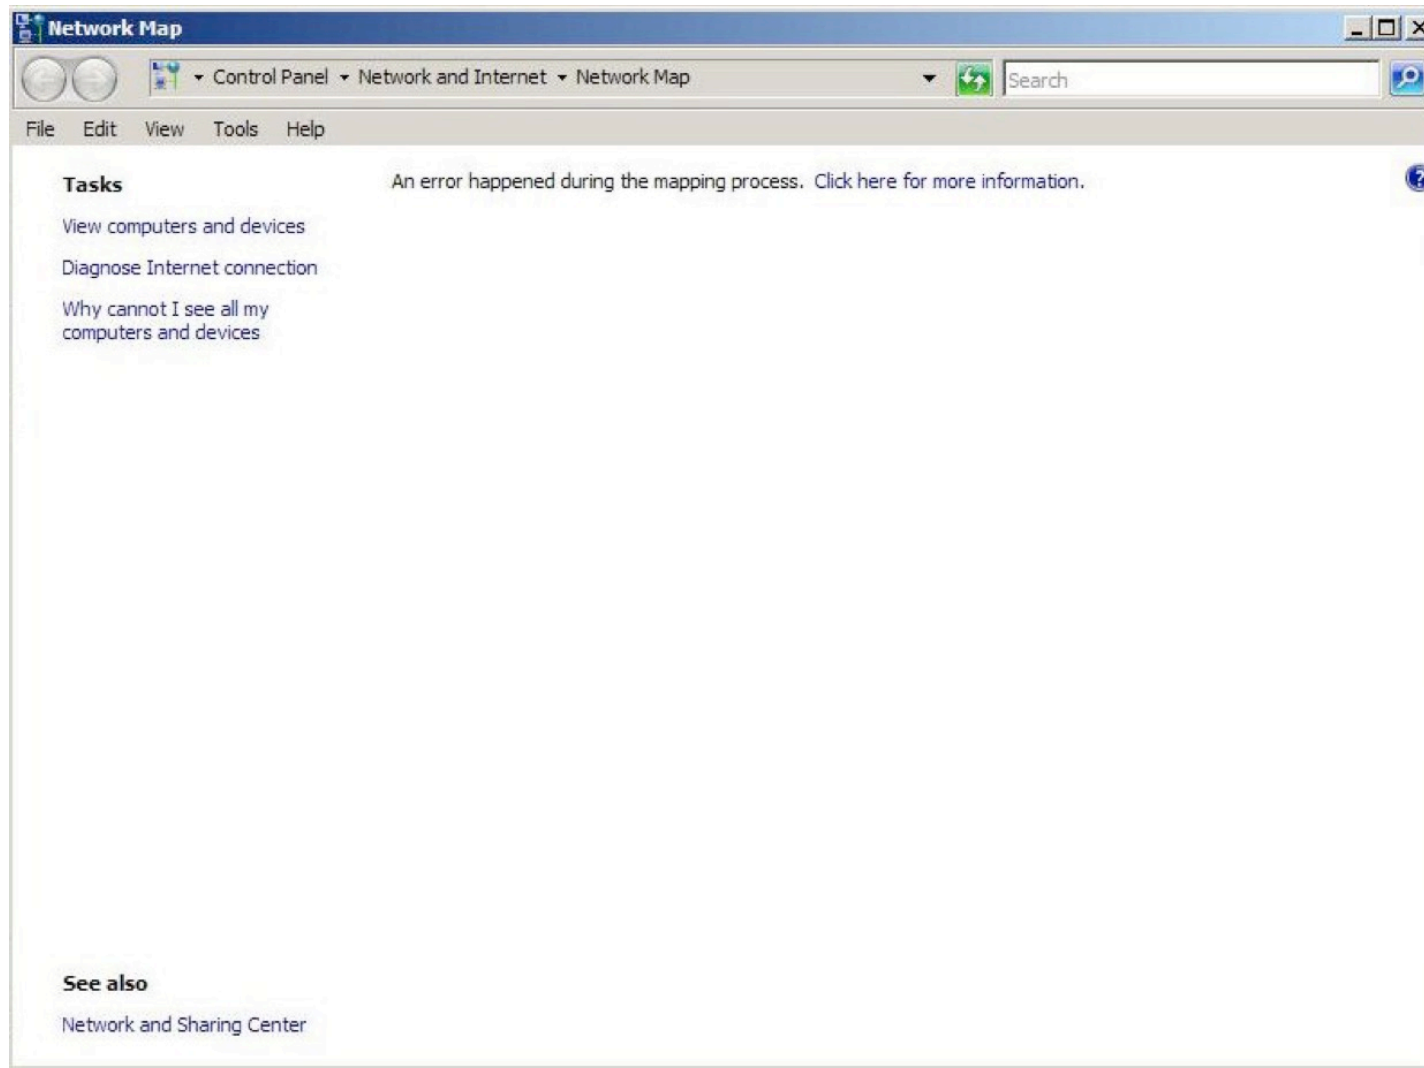 Network Map
Control Panel Network and Internet Network Map
Search
File Edit View Tools Help
Tasks
An error happened during the mapping process. Click here for more information.
View computers and devices
Diagnose Internet connection
Why cannot I see all my
computers and devices
See also
Network and Sharing Center